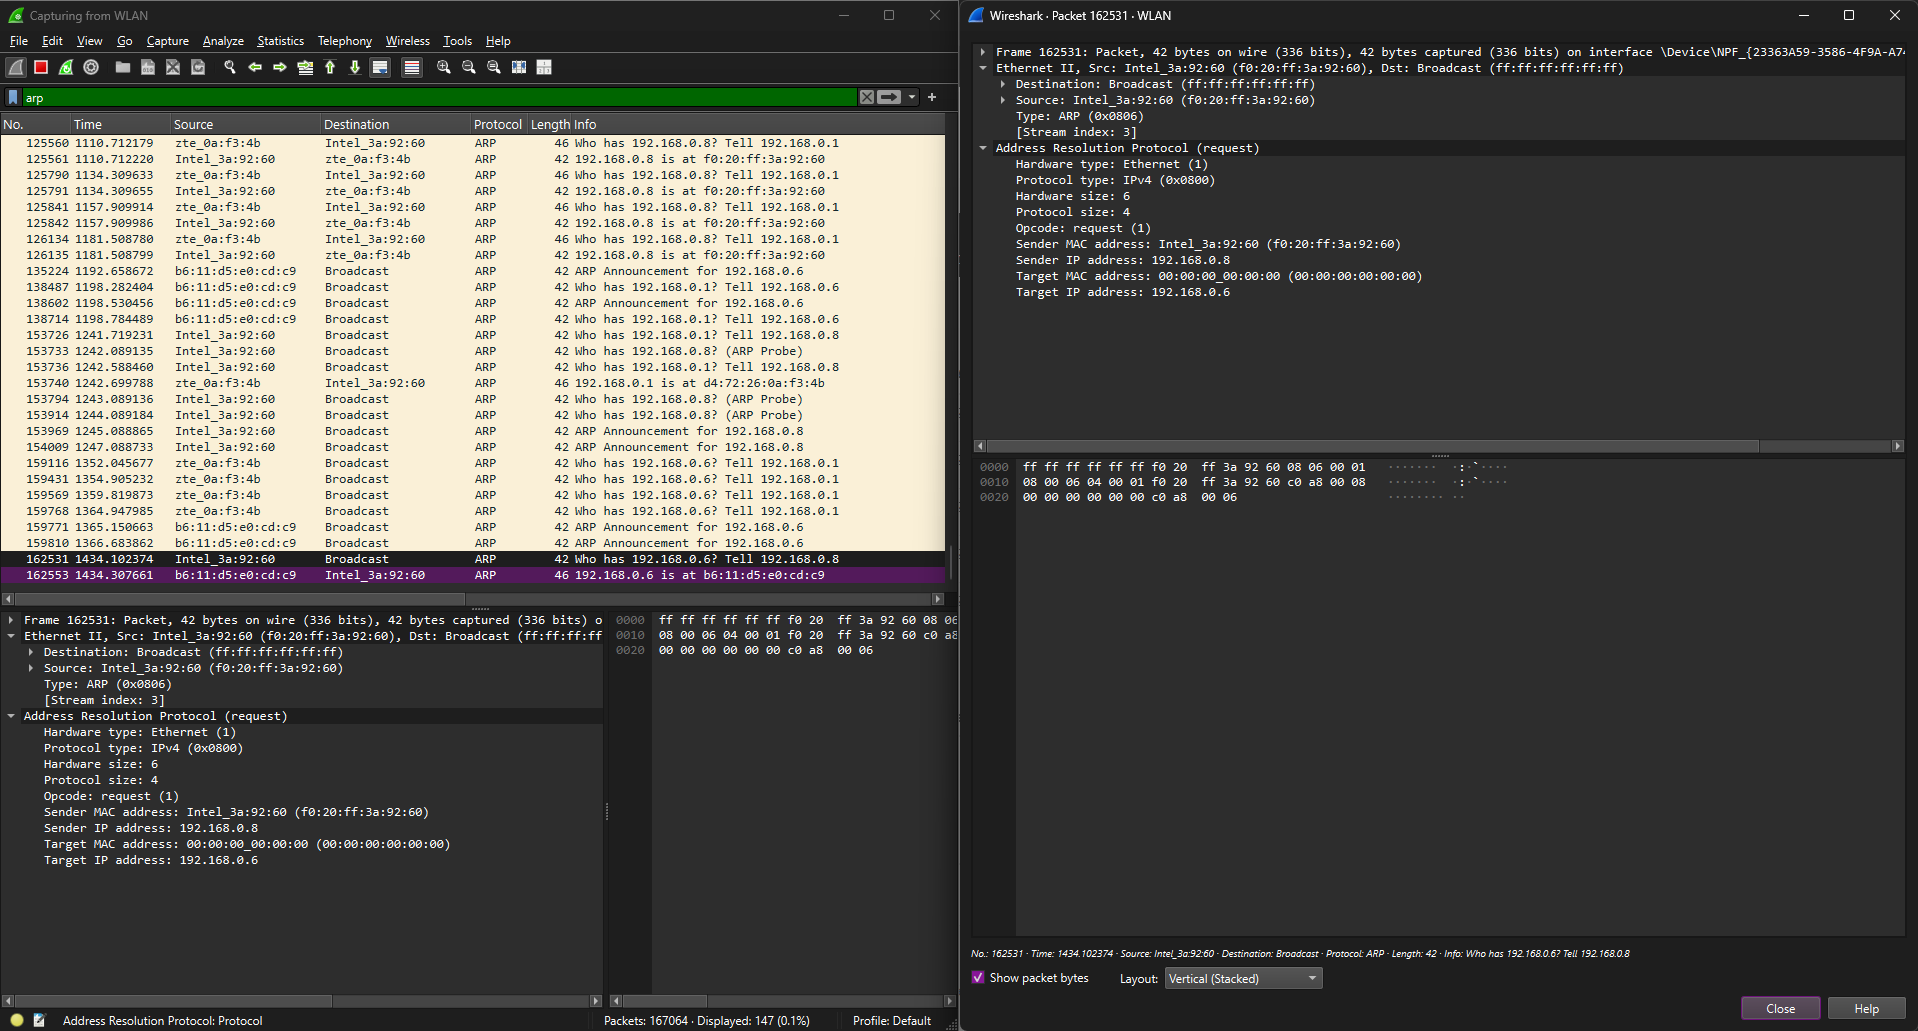 Capturing from WLAN
File Edit View Go Capture Analyze Statistics Telephony Wireless Tools Help
arp
No. Time Source Destination Protocol Length Info
125560 1110.712179 zte_0a:f3:4b Intel_3a:92:60 ARP 46 Who has 192.168.0.8? Tell 192.168.0.1
125561 1110.712220 Intel_3a:92:60 zte_0a:f3:4b ARP 42 192.168.0.8 is at f0:20:ff:3a:92:60
125790 1134.309633 zte_0a:f3:4b Intel_3a:92:60 ARP 46 Who has 192.168.0.8? Tell 192.168.0.1
125791 1134.309655 Intel_3a:92:60 zte_0a:f3:4b ARP 42 192.168.0.8 is at f0:20:ff:3a:92:60
125841 1157.909914 zte_0a:f3:4b Intel_3a:92:60 ARP 46 Who has 192.168.0.8? Tell 192.168.0.1
125842 1157.909986 Intel_3a:92:60 zte_0a:f3:4b ARP 42 192.168.0.8 is at f0:20:ff:3a:92:60
126134 1181.508780 zte_0a:f3:4b Intel_3a:92:60 ARP 46 Who has 192.168.0.8? Tell 192.168.0.1
126135 1181.508799 Intel_3a:92:60 zte_0a:f3:4b ARP 42 192.168.0.8 is at f0:20:ff:3a:92:60
135224 1192.658672 b6:11:d5:e0:cd:c9 Broadcast ARP 42 ARP Announcement for 192.168.0.6
138487 1198.282404 b6:11:d5:e0:cd:c9 Broadcast ARP 42 Who has 192.168.0.1? Tell 192.168.0.6
138602 1198.530456 b6:11:d5:e0:cd:c9 Broadcast ARP 42 ARP Announcement for 192.168.0.6
138714 1198.784489 b6:11:d5:e0:cd:c9 Broadcast ARP 42 Who has 192.168.0.1? Tell 192.168.0.6
153726 1241.719231 Intel_3a:92:60 Broadcast ARP 42 Who has 192.168.0.1? Tell 192.168.0.8
153733 1242.089135 Intel_3a:92:60 Broadcast ARP 42 Who has 192.168.0.8? (ARP Probe)
153736 1242.588460 Intel_3a:92:60 Broadcast ARP 42 Who has 192.168.0.1? Tell 192.168.0.8
153740 1242.699788 zte_0a:f3:4b Intel_3a:92:60 ARP 46 192.168.0.1 is at d4:72:26:0a:f3:4b
153794 1243.089136 Intel_3a:92:60 Broadcast ARP 42 Who has 192.168.0.8? (ARP Probe)
153914 1244.089184 Intel_3a:92:60 Broadcast ARP 42 Who has 192.168.0.8? (ARP Probe)
153969 1245.088865 Intel_3a:92:60 Broadcast ARP 42 ARP Announcement for 192.168.0.8
154009 1247.088733 Intel_3a:92:60 Broadcast ARP 42 ARP Announcement for 192.168.0.8
159116 1352.045677 zte_0a:f3:4b Broadcast ARP 42 Who has 192.168.0.6? Tell 192.168.0.1
159431 1354.905232 zte_0a:f3:4b Broadcast ARP 42 Who has 192.168.0.6? Tell 192.168.0.1
159569 1359.819873 zte_0a:f3:4b Broadcast ARP 42 Who has 192.168.0.6? Tell 192.168.0.1
159768 1364.947985 zte_0a:f3:4b Broadcast ARP 42 Who has 192.168.0.6? Tell 192.168.0.1
159771 1365.150663 b6:11:d5:e0:cd:c9 Broadcast ARP 42 ARP Announcement for 192.168.0.6
159810 1366.683862 b6:11:d5:e0:cd:c9 Broadcast ARP 42 ARP Announcement for 192.168.0.6
162531 1434.102374 Intel_3a:92:60 Broadcast ARP 42 Who has 192.168.0.6? Tell 192.168.0.8
162553 1434.307661 b6:11:d5:e0:cd:c9 Intel_3a:92:60 ARP 46 192.168.0.6 is at b6:11:d5:e0:cd:c9
Frame 162531: Packet, 42 bytes on wire (336 bits), 42 bytes captured (336 bits) o
Ethernet II, Src: Intel_3a:92:60 (f0:20:ff:3a:92:60), Dst: Broadcast (ff:ff:ff:ff
Destination: Broadcast (ff:ff:ff:ff:ff:ff)
Source: Intel_3a:92:60 (f0:20:ff:3a:92:60)
Type: ARP (0x0806)
[Stream index: 3]
Address Resolution Protocol (request)
Hardware type: Ethernet (1)
Protocol type: IPv4 (0x0800)
Hardware size: 6
Protocol size: 4
Opcode: request (1)
Sender MAC address: Intel_3a:92:60 (f0:20:ff:3a:92:60)
Sender IP address: 192.168.0.8
Target MAC address: 00:00:00_00:00:00 (00:00:00:00:00:00)
Target IP address: 192.168.0.6
0000 ff ff ff ff ff ff f0 20 ff 3a 92 60 08 06
0010 08 00 06 04 00 01 f0 20 ff 3a 92 60 c0 a8
0020 00 00 00 00 00 00 c0 a8 00 06
Address Resolution Protocol: Protocol
Packets: 167064 · Displayed: 147 (0.1%)
Profile: Default
Wireshark · Packet 162531 · WLAN
Frame 162531: Packet, 42 bytes on wire (336 bits), 42 bytes captured (336 bits) on interface \Device\NPF_{23363A59-3586-4F9A-A74
Ethernet II, Src: Intel_3a:92:60 (f0:20:ff:3a:92:60), Dst: Broadcast (ff:ff:ff:ff:ff:ff)
Destination: Broadcast (ff:ff:ff:ff:ff:ff)
Source: Intel_3a:92:60 (f0:20:ff:3a:92:60)
Type: ARP (0x0806)
[Stream index: 3]
Address Resolution Protocol (request)
Hardware type: Ethernet (1)
Protocol type: IPv4 (0x0800)
Hardware size: 6
Protocol size: 4
Opcode: request (1)
Sender MAC address: Intel_3a:92:60 (f0:20:ff:3a:92:60)
Sender IP address: 192.168.0.8
Target MAC address: 00:00:00_00:00:00 (00:00:00:00:00:00)
Target IP address: 192.168.0.6
0000 ff ff ff ff ff ff f0 20 ff 3a 92 60 08 06 00 01 ······· ·:·`····
0010 08 00 06 04 00 01 f0 20 ff 3a 92 60 c0 a8 00 08 ······· ·:·`····
0020 00 00 00 00 00 00 c0 a8 00 06 ········ ··
No.: 162531 · Time: 1434.102374 · Source: Intel_3a:92:60 · Destination: Broadcast · Protocol: ARP · Length: 42 · Info: Who has 192.168.0.6? Tell 192.168.0.8
Show packet bytes
Layout: Vertical (Stacked)
Close
Help